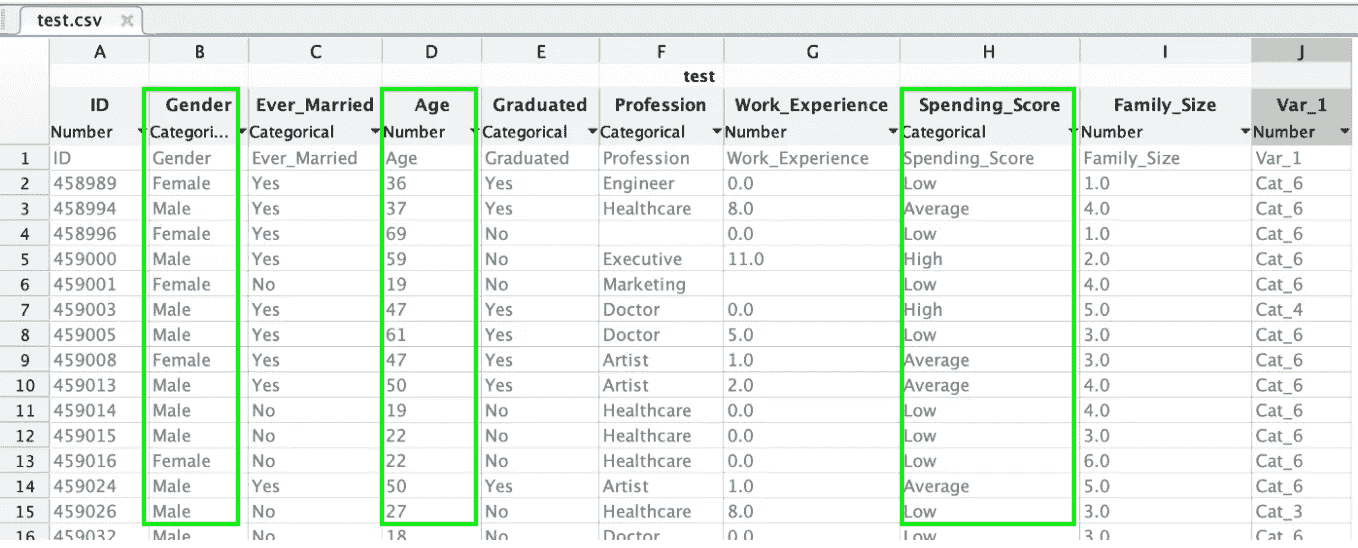 test.csv
A B C D E F G H I J
test
ID Gender Ever_Married Age Graduated Profession Work_Experience Spending_Score Family_Size Var_1
Number Categori... Categorical Number Categorical Categorical Number Categorical Number Number
1 ID Gender Ever_Married Age Graduated Profession Work_Experience Spending_Score Family_Size Var_1
2 458989 Female Yes 36 Yes Engineer 0.0 Low 1.0 Cat_6
3 458994 Male Yes 37 Yes Healthcare 8.0 Average 4.0 Cat_6
4 458996 Female Yes 69 No 0.0 Low 1.0 Cat_6
5 459000 Male Yes 59 No Executive 11.0 High 2.0 Cat_6
6 459001 Female No 19 No Marketing Low 4.0 Cat_6
7 459003 Male Yes 47 Yes Doctor 0.0 High 5.0 Cat_4
8 459005 Male Yes 61 Yes Doctor 5.0 Low 3.0 Cat_6
9 459008 Female Yes 47 Yes Artist 1.0 Average 3.0 Cat_6
10 459013 Male Yes 50 Yes Artist 2.0 Average 4.0 Cat_6
11 459014 Male No 19 No Healthcare 0.0 Low 4.0 Cat_6
12 459015 Male No 22 No Healthcare 0.0 Low 3.0 Cat_6
13 459016 Female No 22 No Healthcare 0.0 Low 6.0 Cat_6
14 459024 Male Yes 50 Yes Artist 1.0 Average 5.0 Cat_6
15 459026 Male No 27 No Healthcare 8.0 Low 3.0 Cat_3
16 459032 Male No 18 No Doctor 0.0 Low 3.0 Cat_6